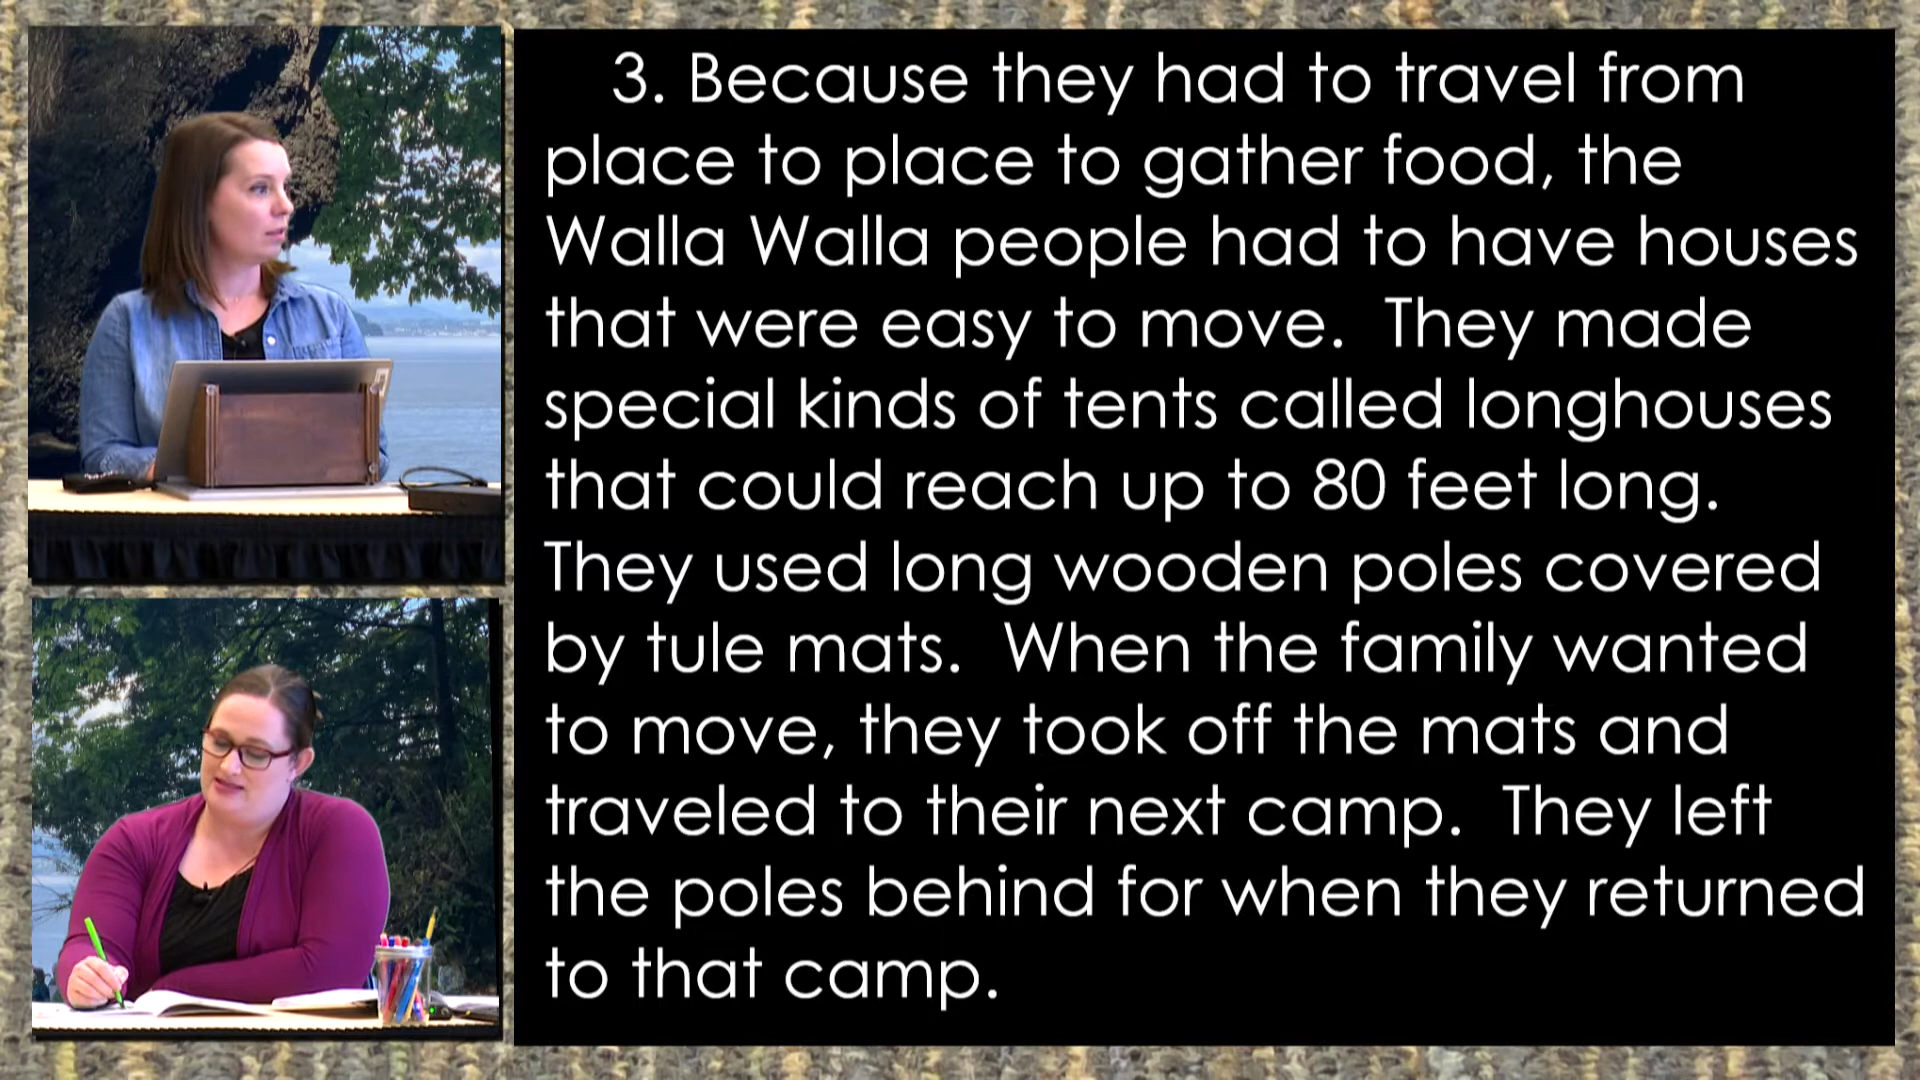 3. Because they had to travel from
place to place to gather food, the
Walla Walla people had to have houses
that were easy to move.  They made
special kinds of tents called longhouses
that could reach up to 80 feet long.
They used long wooden poles covered
by tule mats.  When the family wanted
to move, they took off the mats and
traveled to their next camp.  They left
the poles behind for when they returned
to that camp.